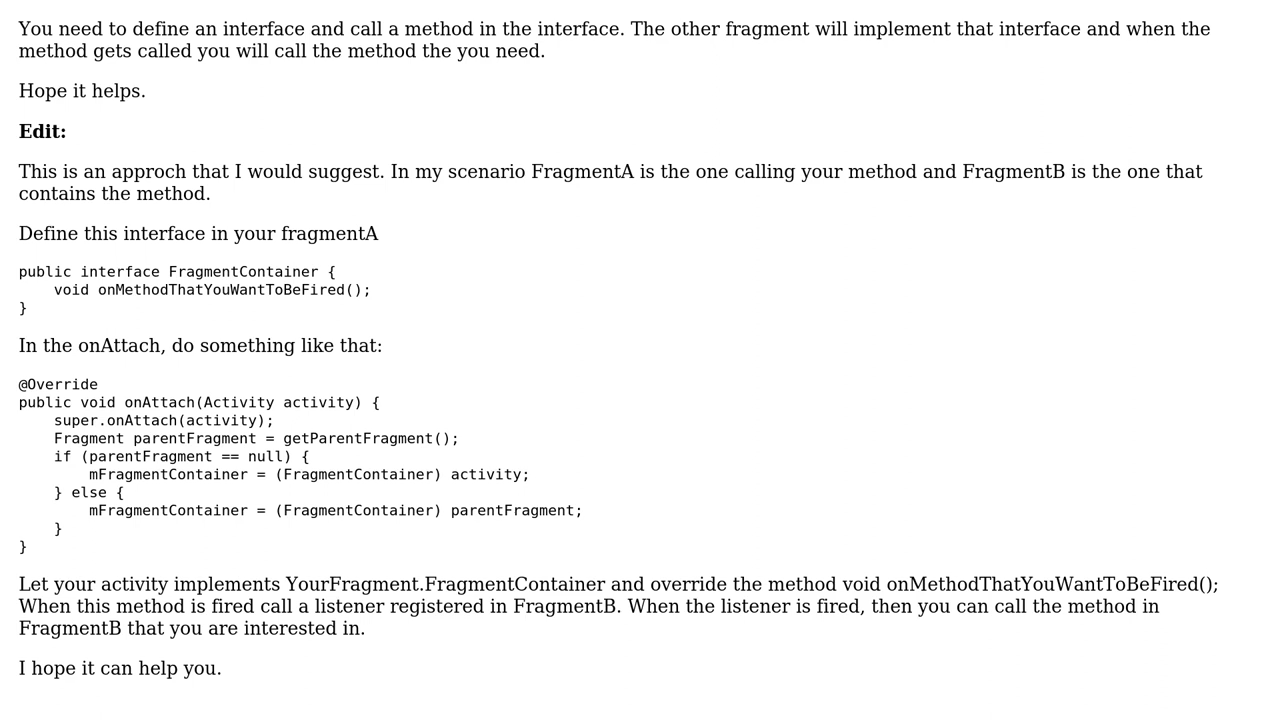 You need to define an interface and call a method in the interface. The other fragment will implement that interface and when the
method gets called you will call the method the you need.
Hope it helps.
Edit:
This is an approch that I would suggest. In my scenario FragmentA is the one calling your method and FragmentB is the one that
contains the method.
Define this interface in your fragmentA
public interface FragmentContainer {
    void onMethodThatYouWantToBeFired();
}
In the onAttach, do something like that:
@Override
public void onAttach(Activity activity) {
    super.onAttach(activity);
    Fragment parentFragment = getParentFragment();
    if (parentFragment == null) {
        mFragmentContainer = (FragmentContainer) activity;
    } else {
        mFragmentContainer = (FragmentContainer) parentFragment;
    }
}
Let your activity implements YourFragment.FragmentContainer and override the method void onMethodThatYouWantToBeFired();
When this method is fired call a listener registered in FragmentB. When the listener is fired, then you can call the method in
FragmentB that you are interested in.
I hope it can help you.